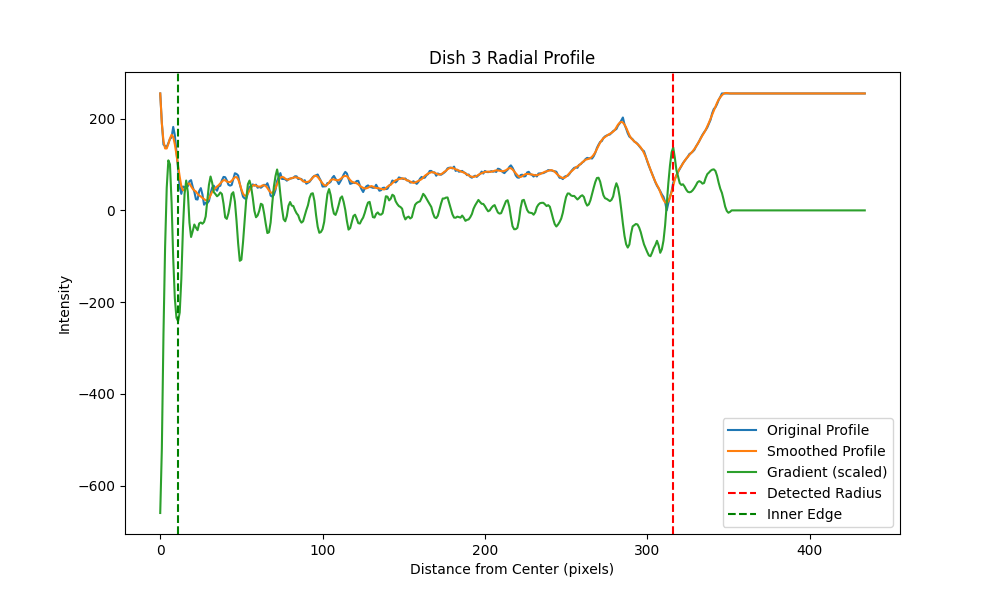 Dish 3 Radial Profile
Intensity
200
0
−200
−400
−600
Original Profile
Smoothed Profile
Gradient (scaled)
Detected Radius
Inner Edge
0 100 200 300 400
Distance from Center (pixels)